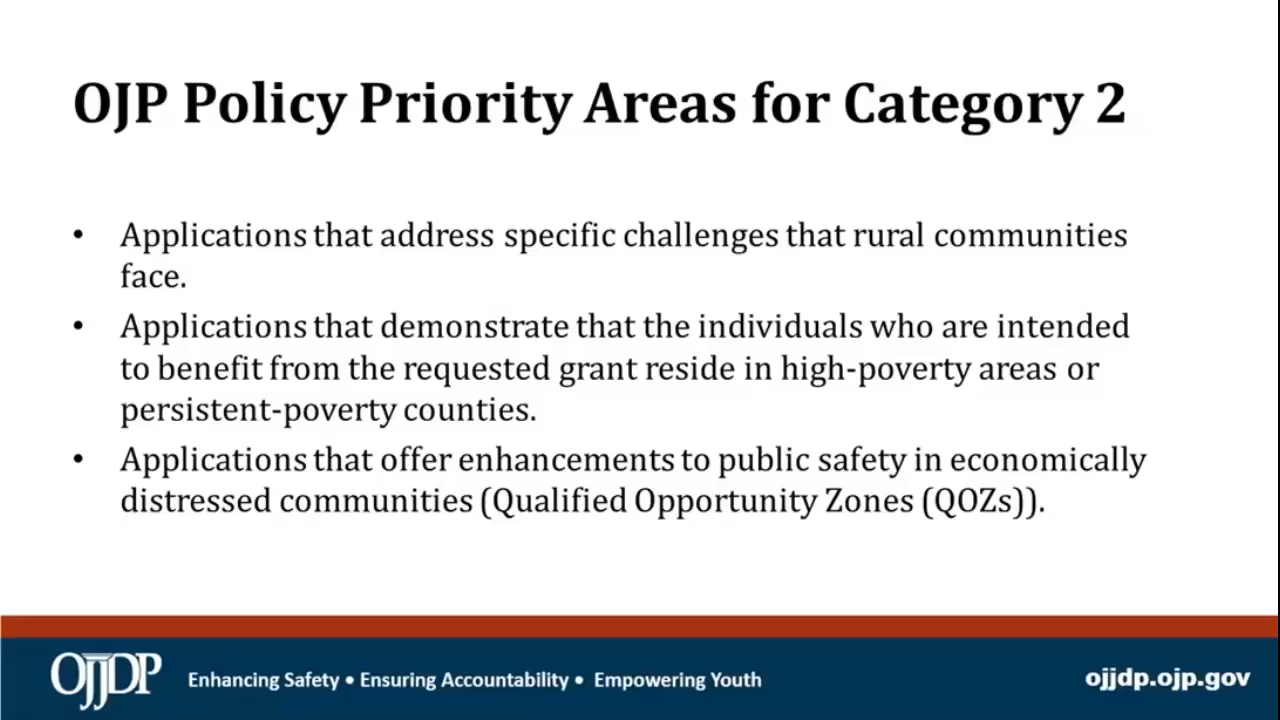 OJP Policy Priority Areas for Category 2
• Applications that address specific challenges that rural communities
face.
• Applications that demonstrate that the individuals who are intended
to benefit from the requested grant reside in high-poverty areas or
persistent-poverty counties.
• Applications that offer enhancements to public safety in economically
distressed communities (Qualified Opportunity Zones (QOZs)).
OJJDP
Enhancing Safety • Ensuring Accountability • Empowering Youth
ojjdp.ojp.gov